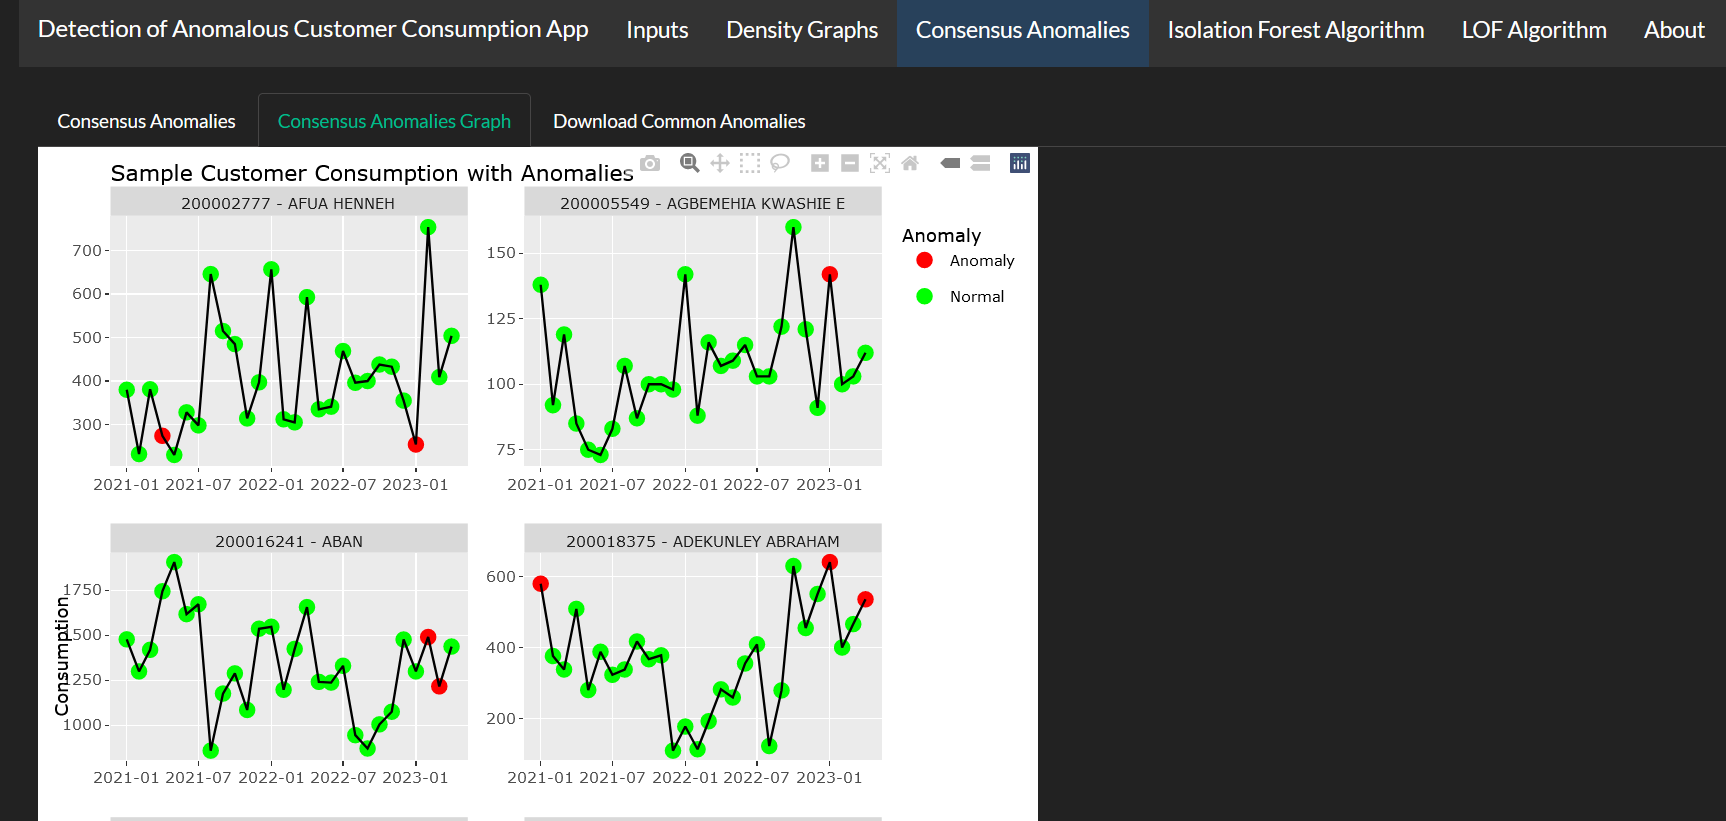 Detection of Anomalous Customer Consumption App Inputs Density Graphs Consensus Anomalies Isolation Forest Algorithm LOF Algorithm About
Consensus Anomalies Consensus Anomalies Graph Download Common Anomalies
Sample Customer Consumption with Anomalies
200002777 - AFUA HENNEH
700
600
500
400
300
2021-01 2021-07 2022-01 2022-07 2023-01
200005549 - AGBEMEHIA KWASHIE E
150
125
100
75
2021-01 2021-07 2022-01 2022-07 2023-01
Anomaly
Anomaly
Normal
Consumption
200016241 - ABAN
1750
1500
1250
1000
2021-01 2021-07 2022-01 2022-07 2023-01
200018375 - ADEKUNLEY ABRAHAM
600
400
200
2021-01 2021-07 2022-01 2022-07 2023-01